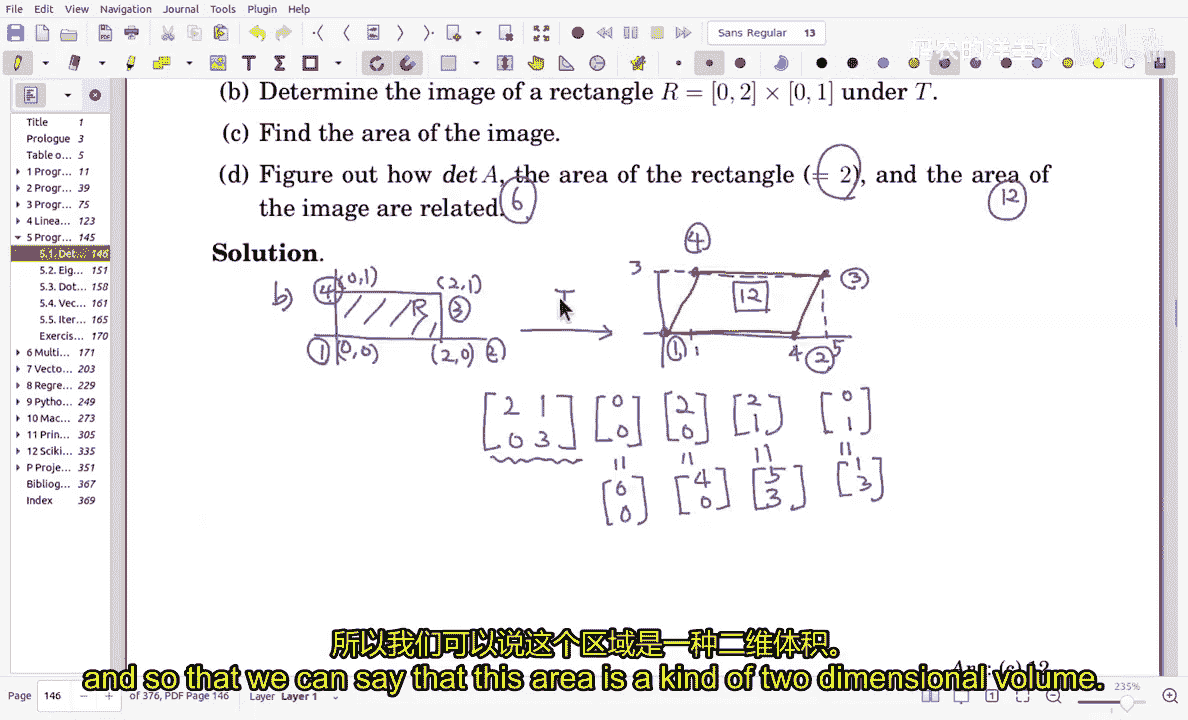 File Edit View Navigation Journal Tools Plugin Help
Sans Regular 13
(b) Determine the image of a rectangle R = [0, 2] × [0, 1] under T.
(c) Find the area of the image.
(d) Figure out how det A, the area of the rectangle (= 2), and the area of
the image are related.
6
12
Solution.
Title 1
Prologue 3
Table o... 5
1 Progr... 11
2 Progr... 39
3 Progr... 75
4 Linea... 123
5 Progr... 145
5.1. Det... 146
5.2. Eig... 151
5.3. Dot... 158
5.4. Vec... 161
5.5. Iter... 165
Exercis... 170
6 Multi... 171
7 Vecto... 203
8 Regre... 229
9 Pytho... 249
10 Mac... 273
11 Prin... 305
12 Sciki... 335
P Proje... 351
Bibliog... 367
Index 369
b)
④ (0,1) (2,1)
R ③
① (0,0) (2,0) ②
T
3 ④ ③
12
① 1 4 ② 5
[2 1 0 3] [0 0] [2 0] [2 1] [0 1]
= = = =
[0 0] [4 0] [5 3] [1 3]
所以我们可以说这个区域是一种二维体积。
and so that we can say that this area is a kind of two dimensional volume.
Page 146 of 376, PDF Page 146 Layer Layer 1
235%